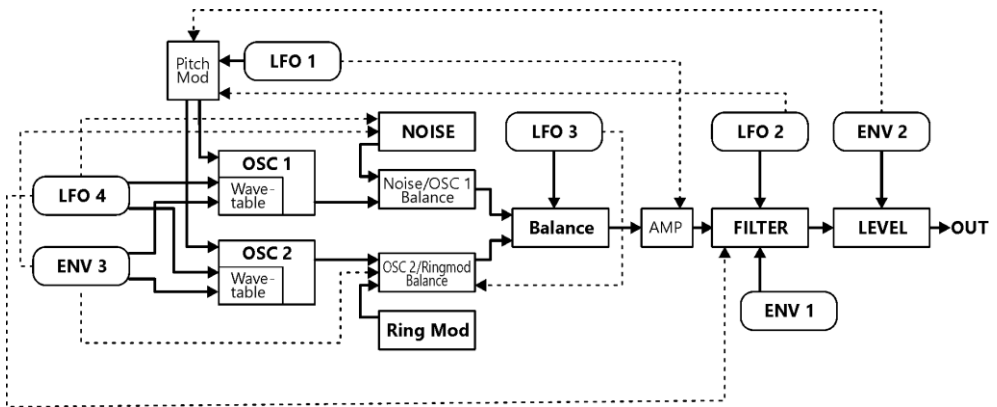 LFO 1
Pitch
Mod
NOISE
LFO 3
LFO 2
ENV 2
OSC 1
Wave-
table
Noise/OSC 1
Balance
LFO 4
Balance
AMP
FILTER
LEVEL
OUT
OSC 2
Wave-
table
ENV 3
OSC 2/Ringmod
Balance
ENV 1
Ring Mod